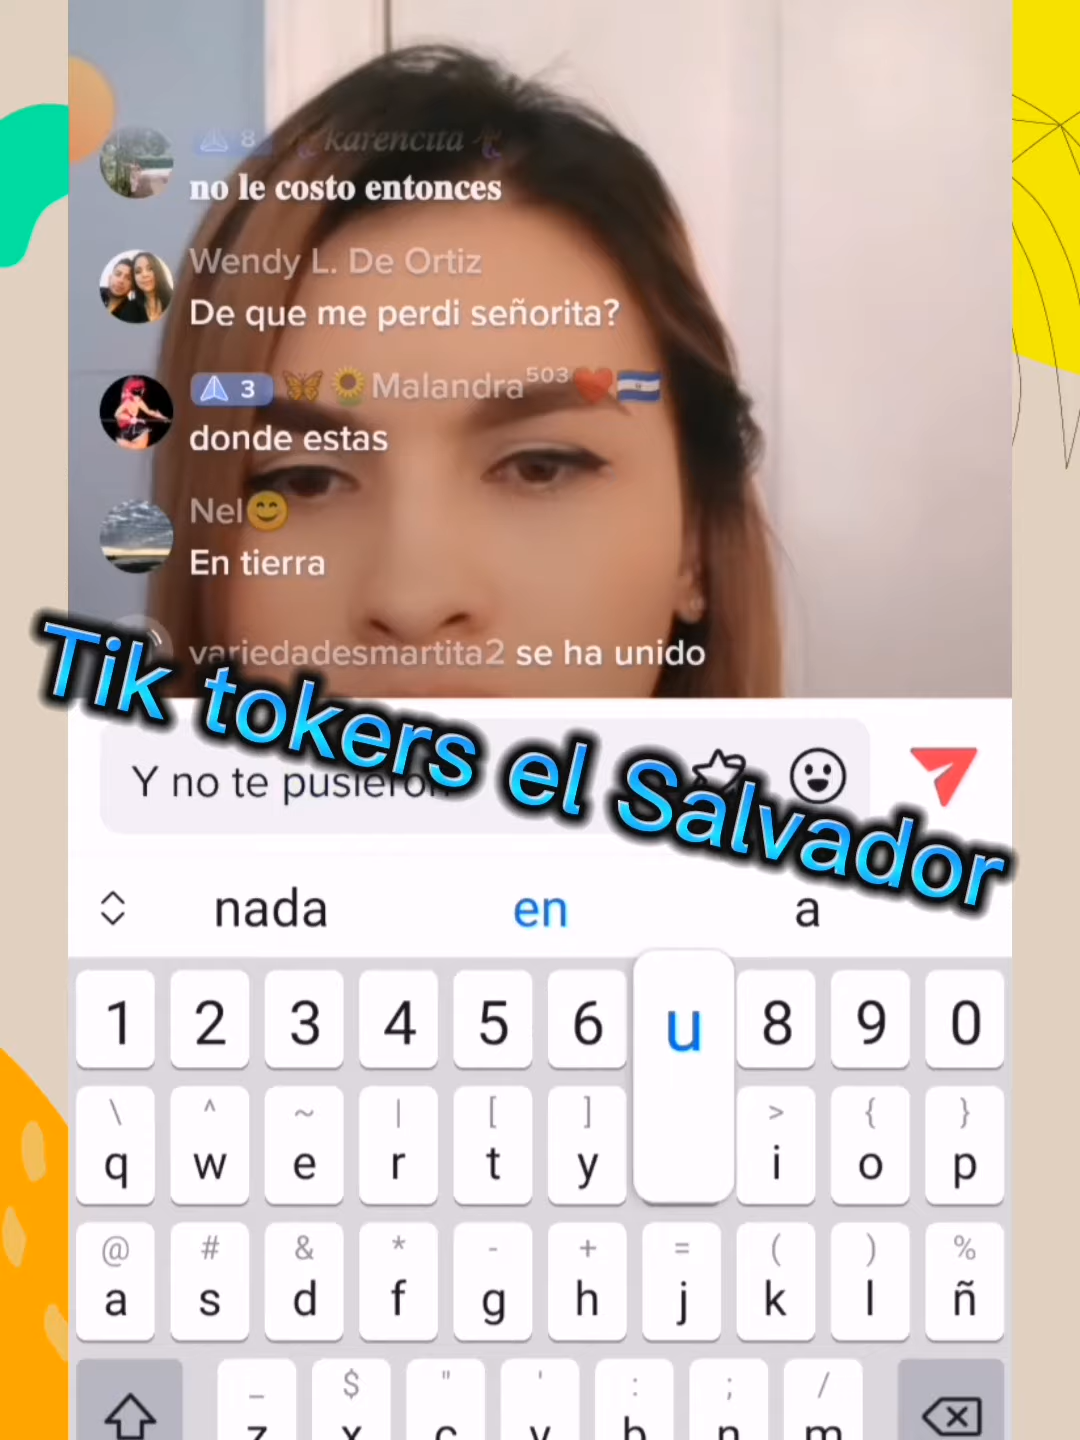 8 karencita
no le costo entonces
Wendy L. De Ortiz
De que me perdi señorita?
3 Malandra⁵⁰³
donde estas
Nel
En tierra
variedadesmartita2 se ha unido
Tik tokers el Salvador
Y no te pusieron
nada en a
1 2 3 4 5 6 u 8 9 0
\ ^ ~ | [ ] > { }
q w e r t y i o p
@ # & * - + = ( ) %
a s d f g h j k l ñ
_ $ " ' : ; /
z x c v b n m